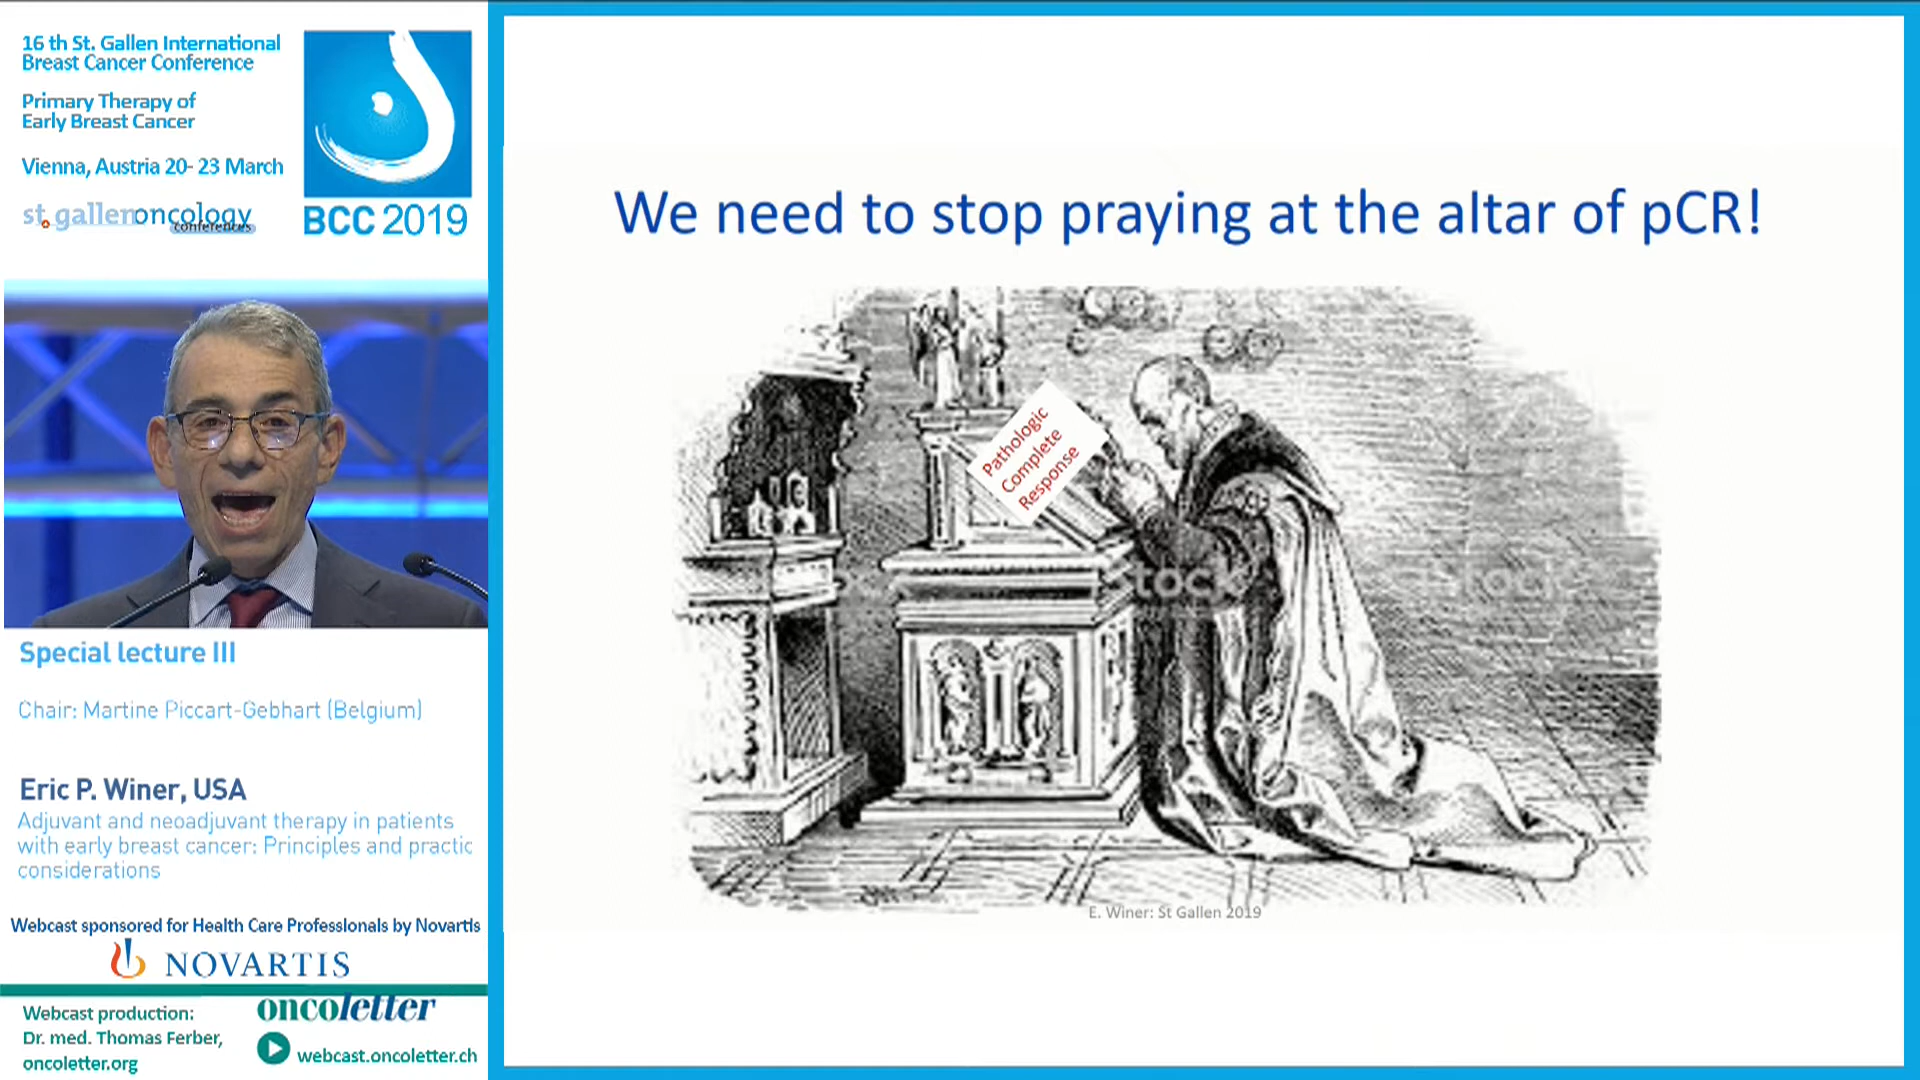 16 th St. Gallen International
Breast Cancer Conference
Primary Therapy of
Early Breast Cancer
Vienna, Austria 20- 23 March
st.gallenoncology
conferences
BCC 2019
Special lecture III
Chair: Martine Piccart-Gebhart (Belgium)
Eric P. Winer, USA
Adjuvant and neoadjuvant therapy in patients
with early breast cancer: Principles and practic
considerations
Webcast sponsored for Health Care Professionals by Novartis
NOVARTIS
Webcast production:
Dr. med. Thomas Ferber,
oncoletter.org
oncoletter
webcast.oncoletter.ch
We need to stop praying at the altar of pCR!
Pathologic
Complete
Response
E. Winer: St Gallen 2019